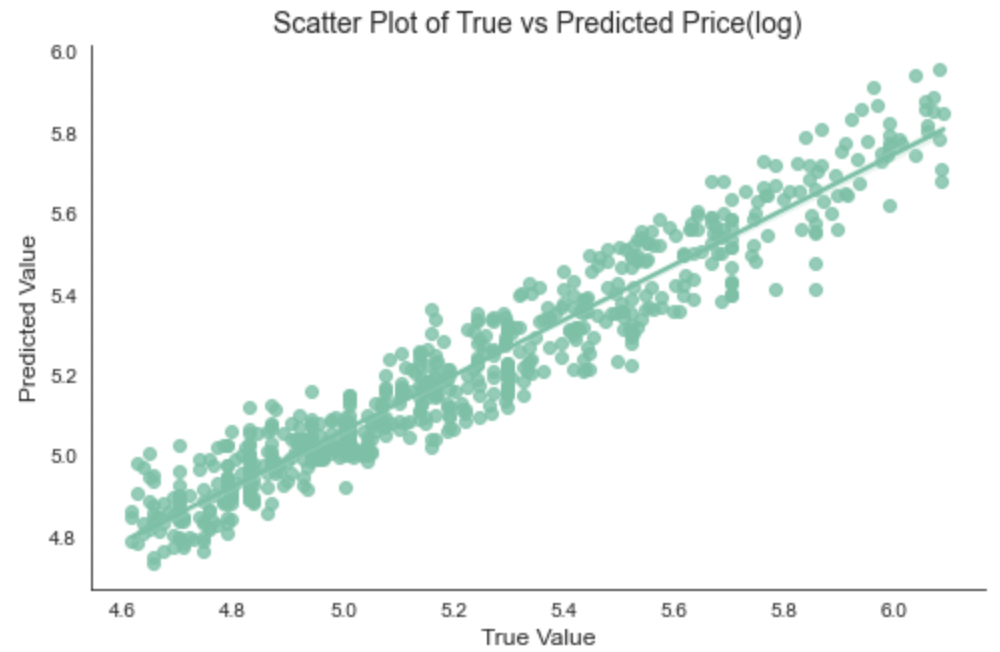 Scatter Plot of True vs Predicted Price(log)
6.0
5.8
5.6
5.4
5.2
5.0
4.8
Predicted Value
4.6 4.8 5.0 5.2 5.4 5.6 5.8 6.0
True Value